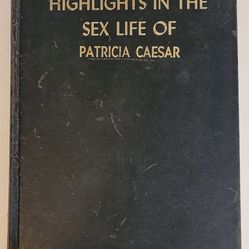 HIGHLIGHTS IN THE
SEX LIFE OF
PATRICIA CAESAR